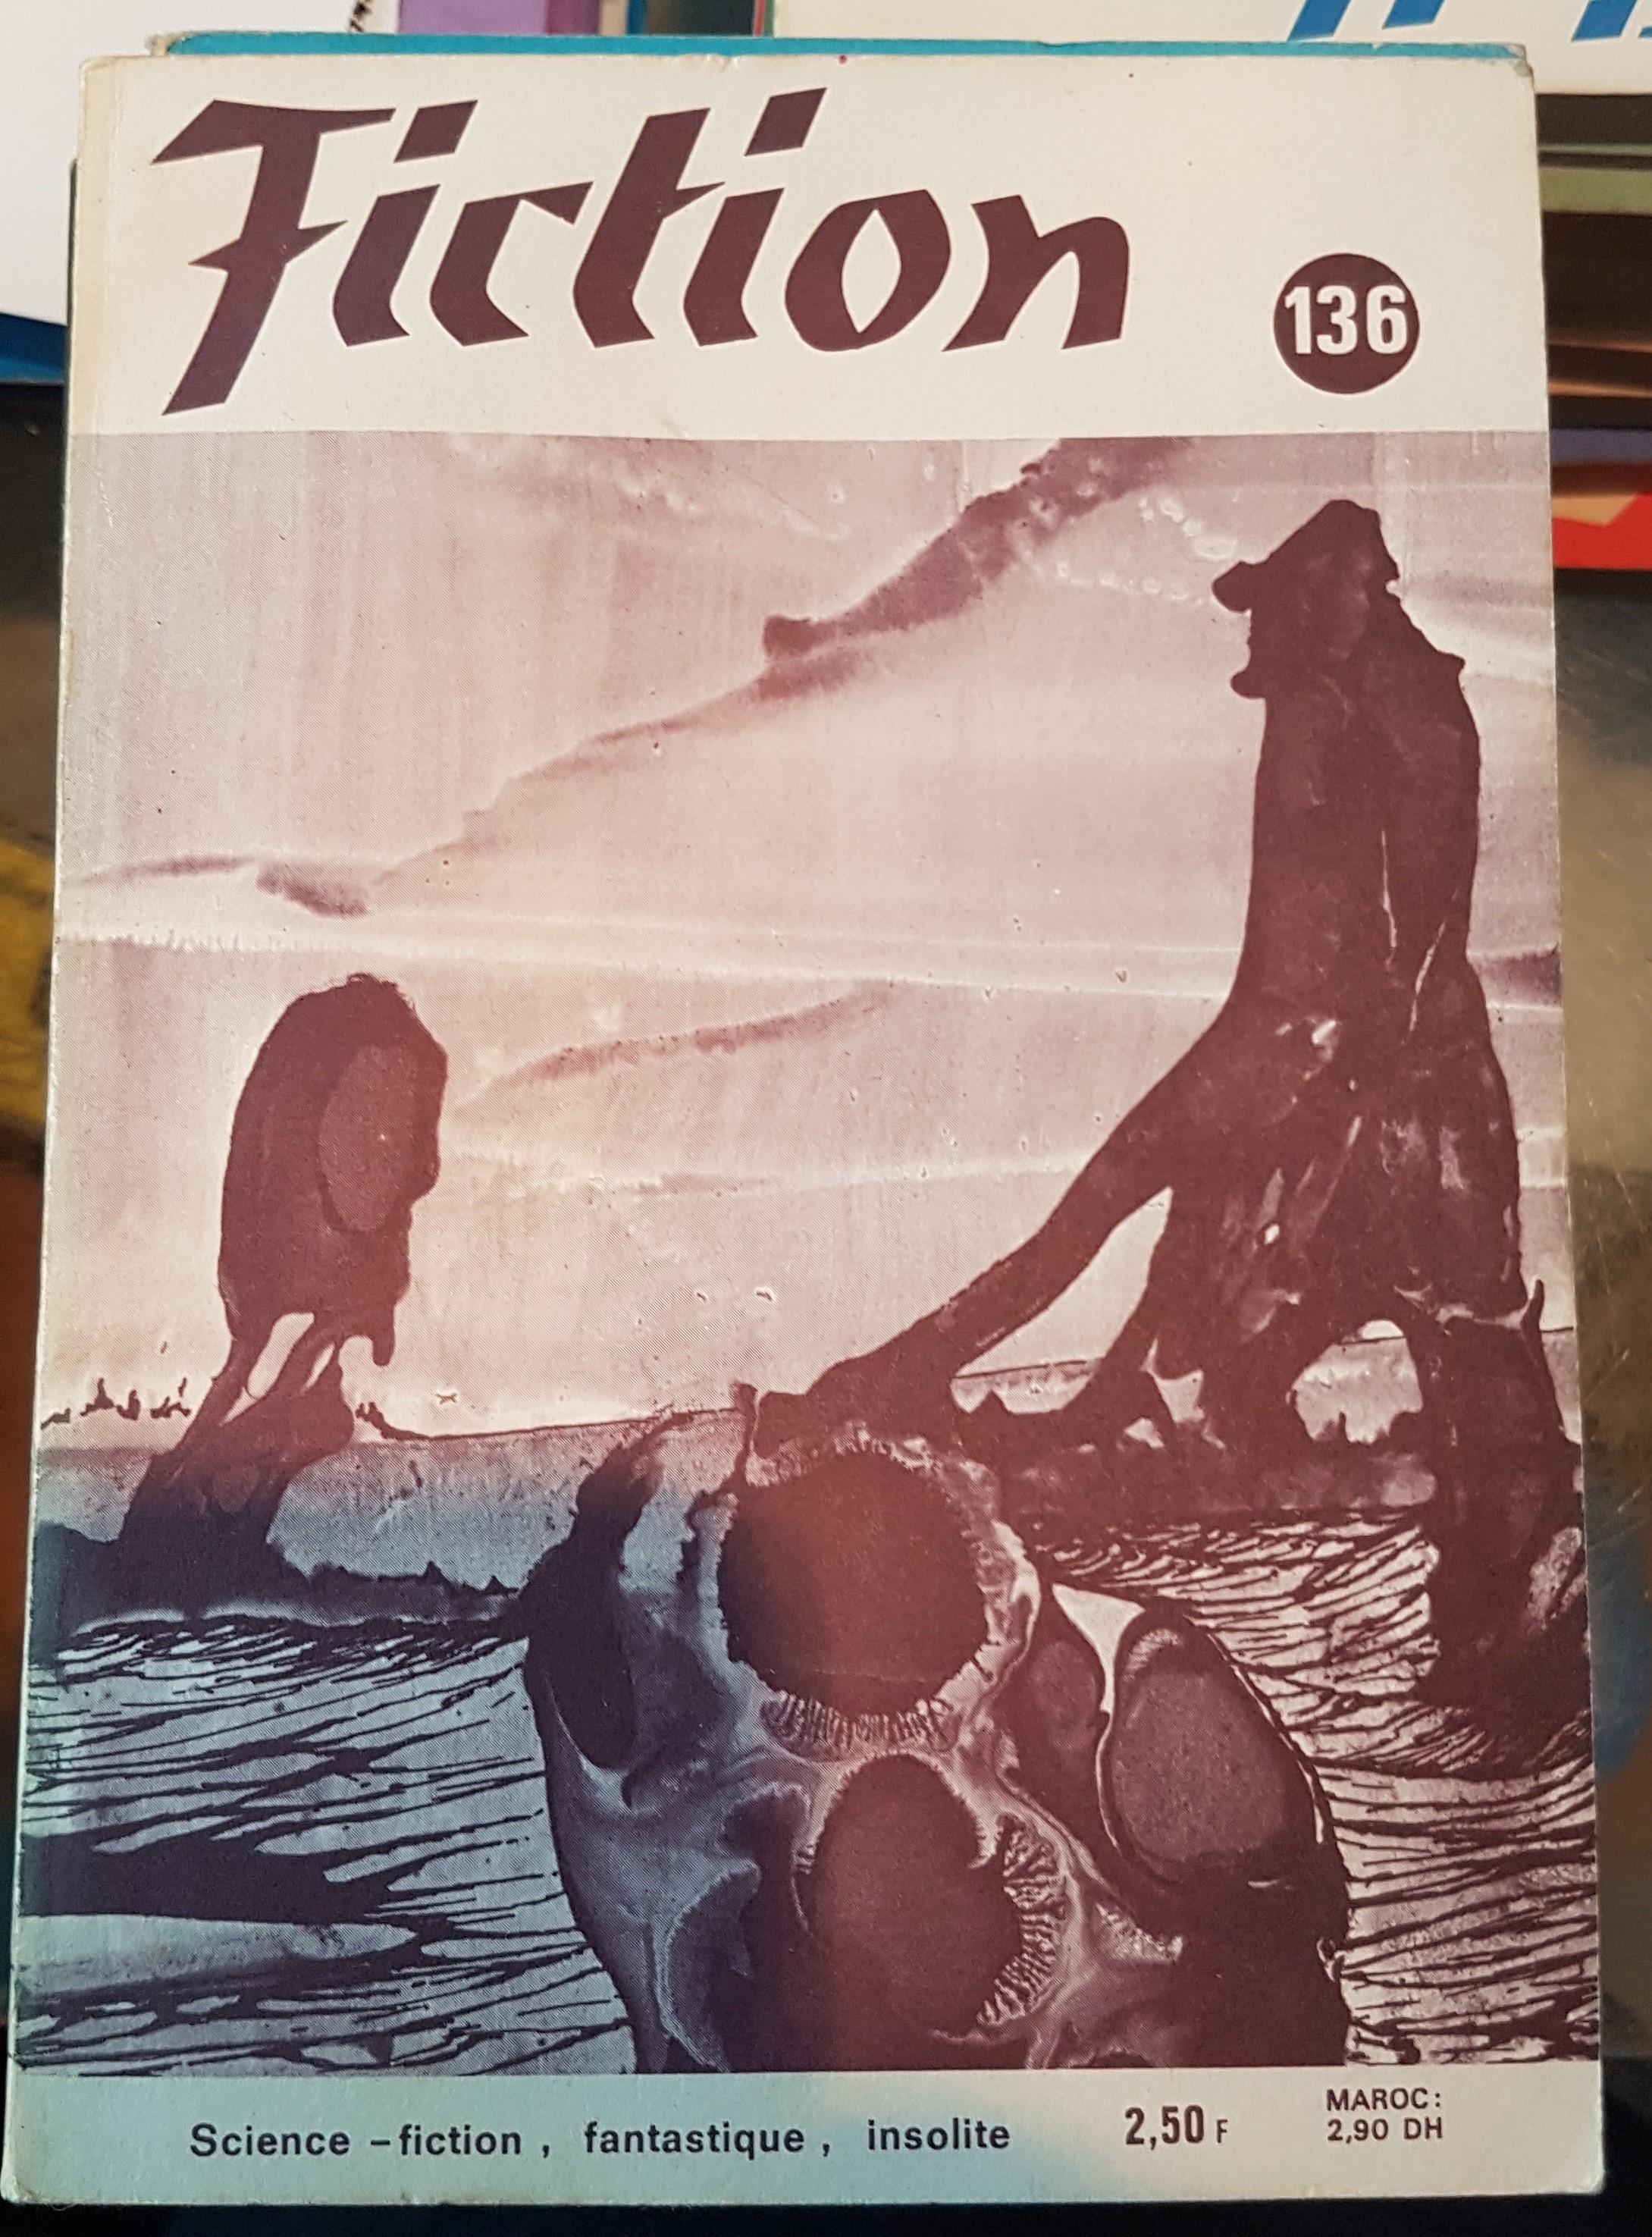 Fiction
136
Science - fiction , fantastique , insolite
2,50 F
MAROC :
2,90 DH